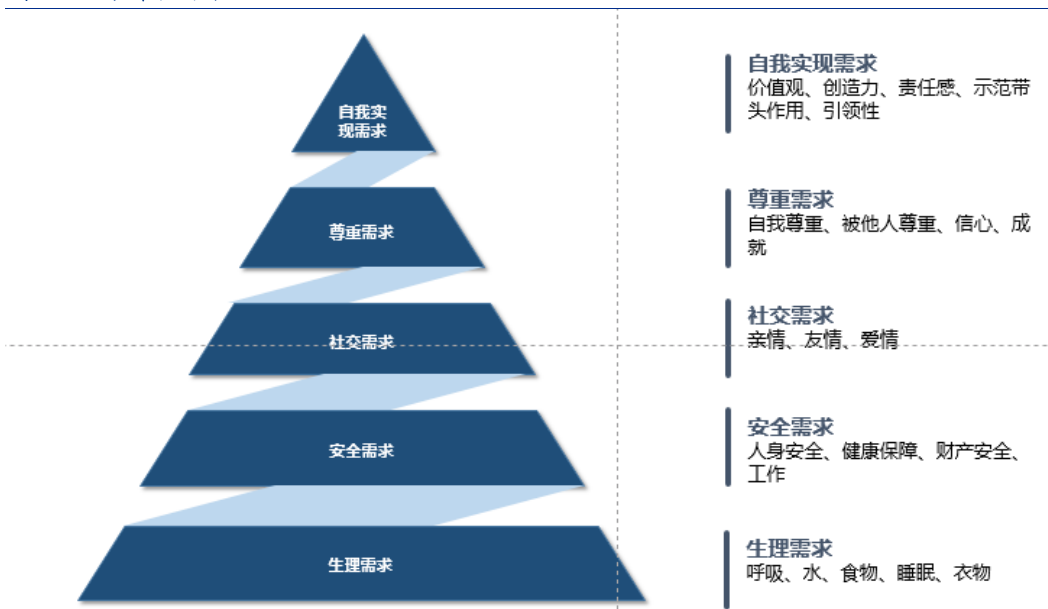 自我实
现需求
自我实现需求
价值观、创造力、责任感、示范带
头作用、引领性
尊重需求
尊重需求
自我尊重、被他人尊重、信心、成
就
社交需求
社交需求
亲情、友情、爱情
安全需求
安全需求
人身安全、健康保障、财产安全、
工作
生理需求
生理需求
呼吸、水、食物、睡眠、衣物